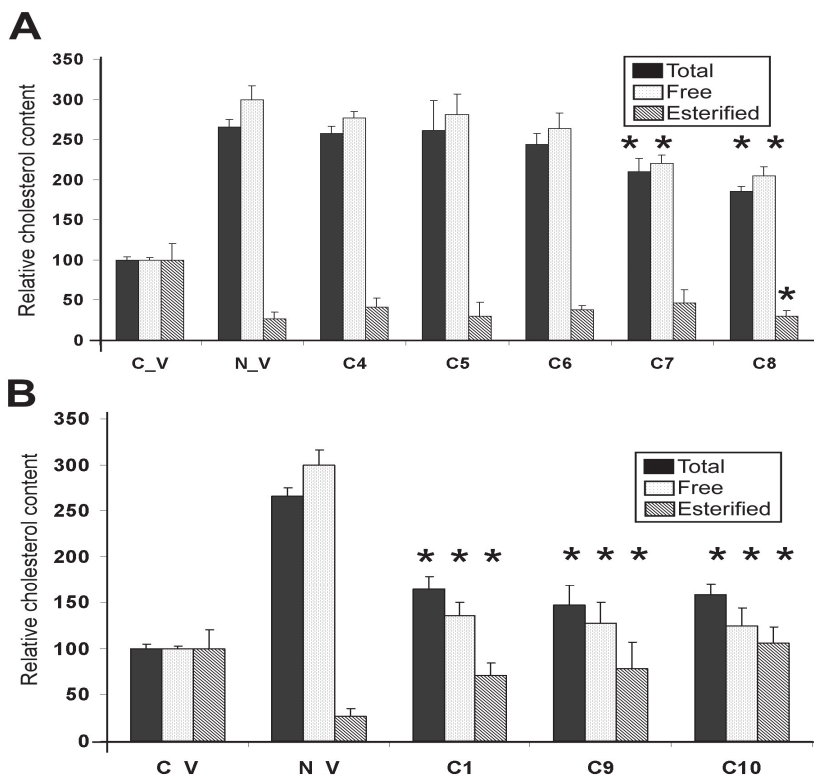 A
Relative cholesterol content
350
300
250
200
150
100
50
0
Total
Free
Esterified
* * * *
*
C_V N_V C4 C5 C6 C7 C8
B
Relative cholesterol content
350
300
250
200
150
100
50
0
Total
Free
Esterified
* * * * * * * * *
C V N V C1 C9 C10